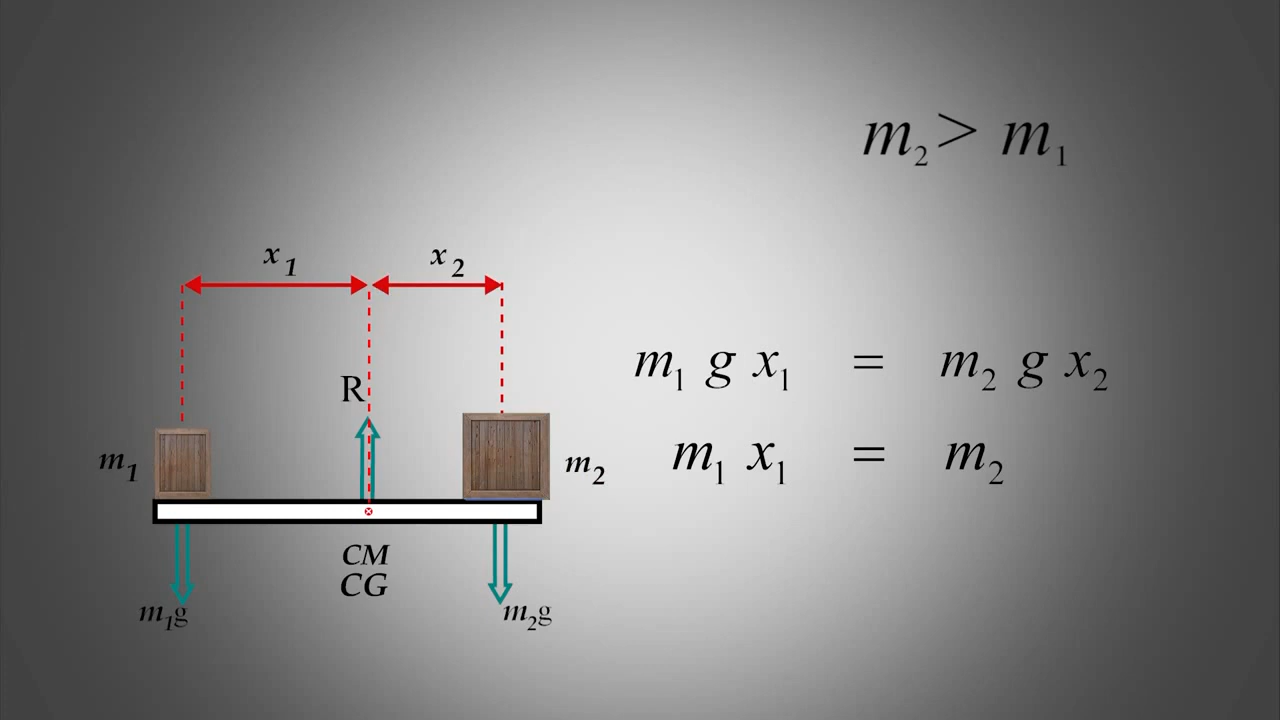 m₂ > m₁
x₁ x₂
R
m₁ g x₁ = m₂ g x₂
m₁ x₁ = m₂
m₁ m₂
CM
CG
m₁g m₂g